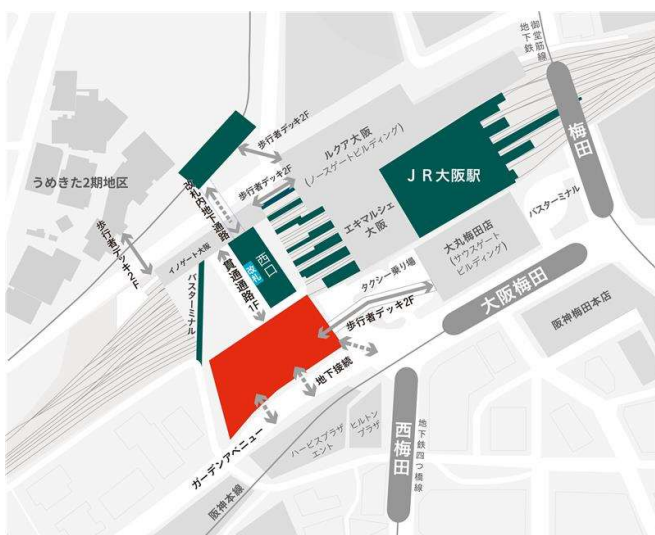 御堂筋線
地下鉄
梅田
歩行者デッキ2F
ルクア大阪
(ノースゲートビルディング)
JR大阪駅
うめきた2期地区
改札内地下通路
歩行者デッキ2F
エキマルシェ
大阪
バスターミナル
大丸梅田店
(サウスゲート
ビルディング)
歩行者デッキ2F
イノゲート大阪
西口
改札
貫通通路
1F
バスターミナル
タクシー乗り場
歩行者デッキ2F
大阪梅田
阪神梅田本店
地下接続
ガーデンアベニュー
ハービスプラザ
エント
ヒルトン
プラザ
西梅田
地下鉄四つ橋線
阪神本線